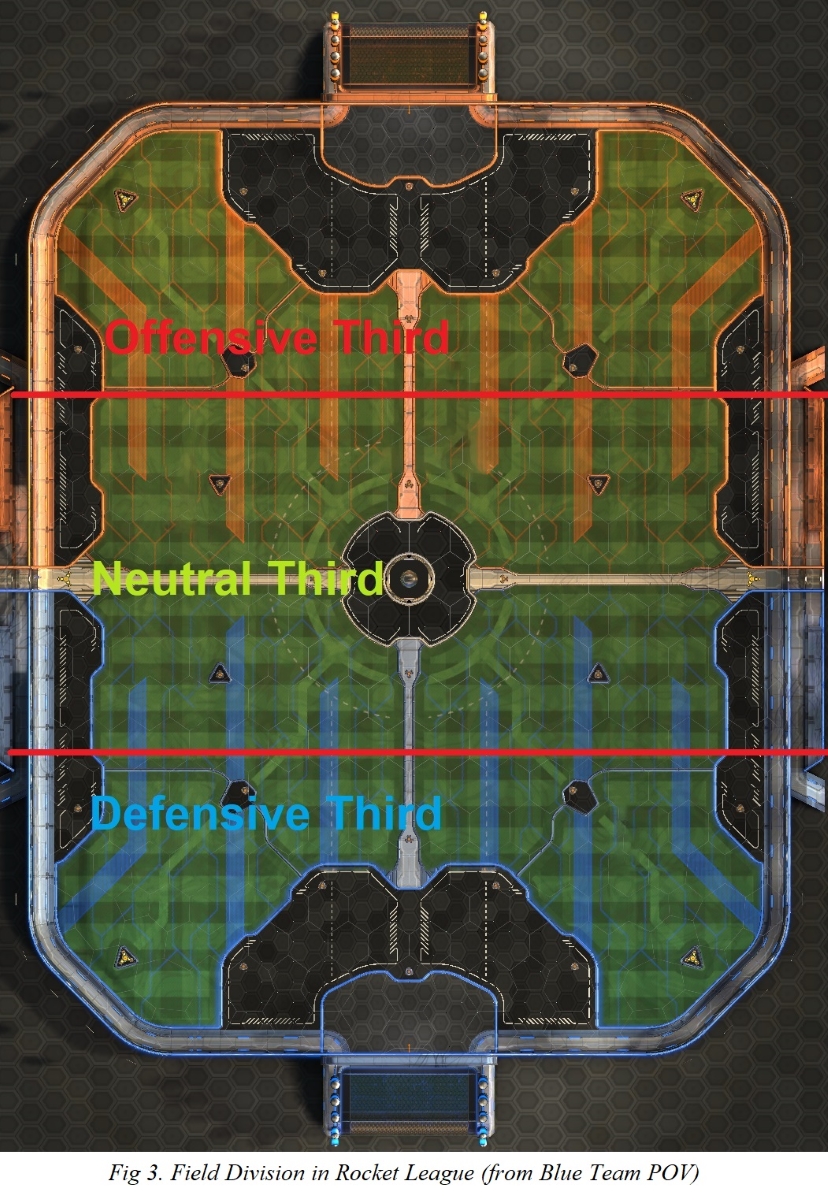 Offensive Third
Neutral Third
Defensive Third
Fig 3. Field Division in Rocket League (from Blue Team POV)